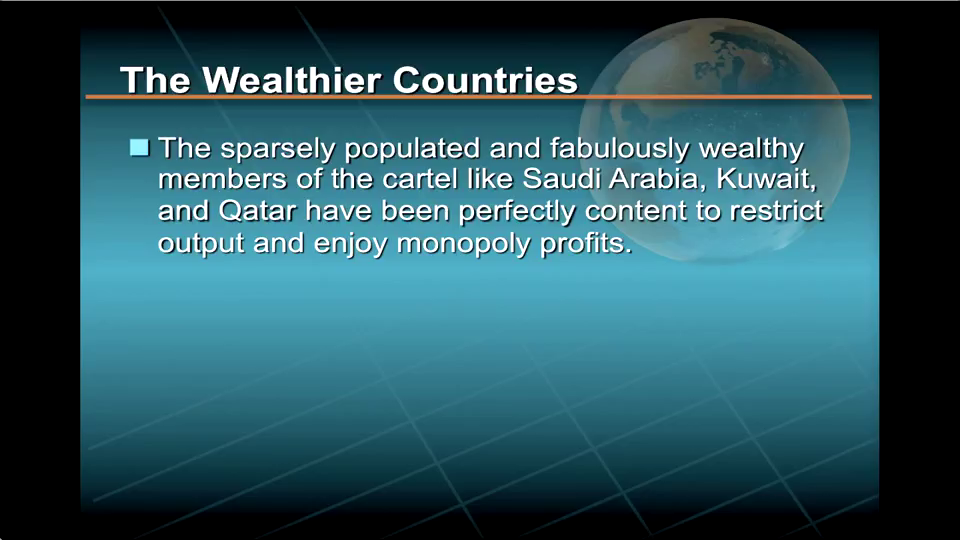 The Wealthier Countries
The sparsely populated and fabulously wealthy
members of the cartel like Saudi Arabia, Kuwait,
and Qatar have been perfectly content to restrict
output and enjoy monopoly profits.